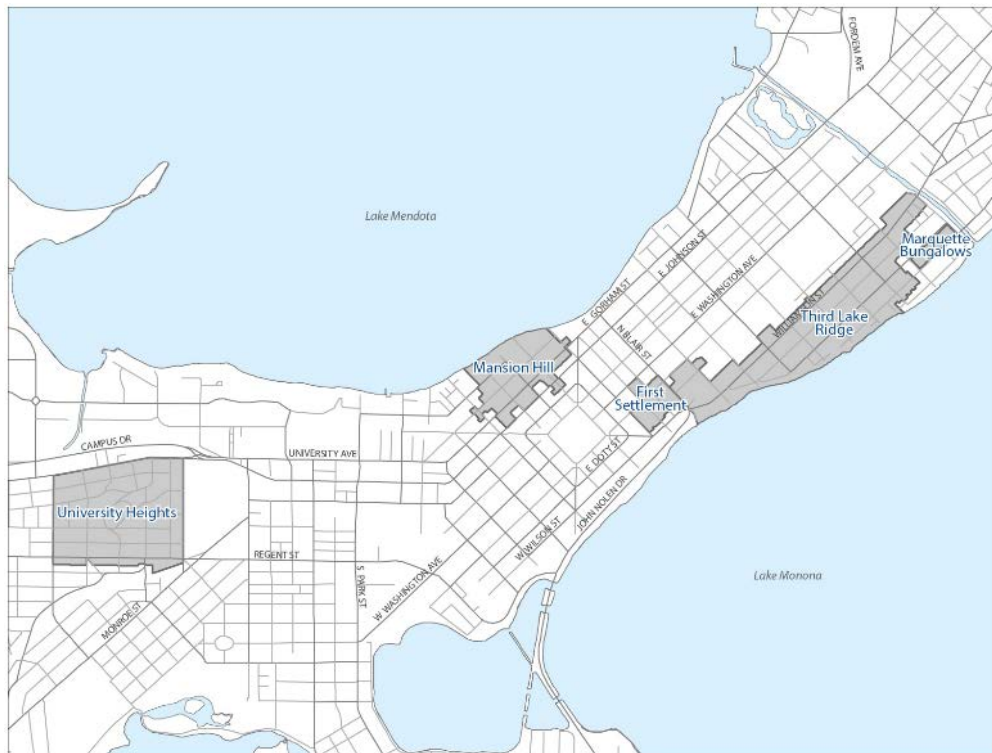 FORDEM AVE
Lake Mendota
Marquette
Bungalows
E JOHNSON ST
E WASHINGTON AVE
E GORHAM ST
WILLIAMSON ST
Third Lake
Ridge
N BLAIR ST
Mansion Hill
First
Settlement
CAMPUS DR
UNIVERSITY AVE
E DOTY ST
JOHN NOLEN DR
University Heights
W WILSON ST
REGENT ST
S PARK ST
W WASHINGTON AVE
Lake Monona
MONROE ST